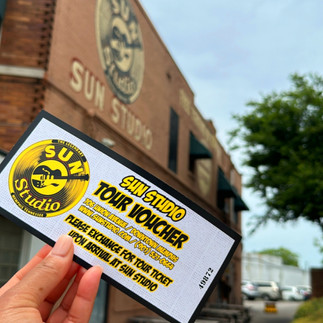 SUN
Studio
SUN STUDIO
SUN
Studio
SUN STUDIO
TOUR VOUCHER
PLEASE EXCHANGE FOR YOUR TICKET
UPON ARRIVAL AT SUN STUDIO
49872